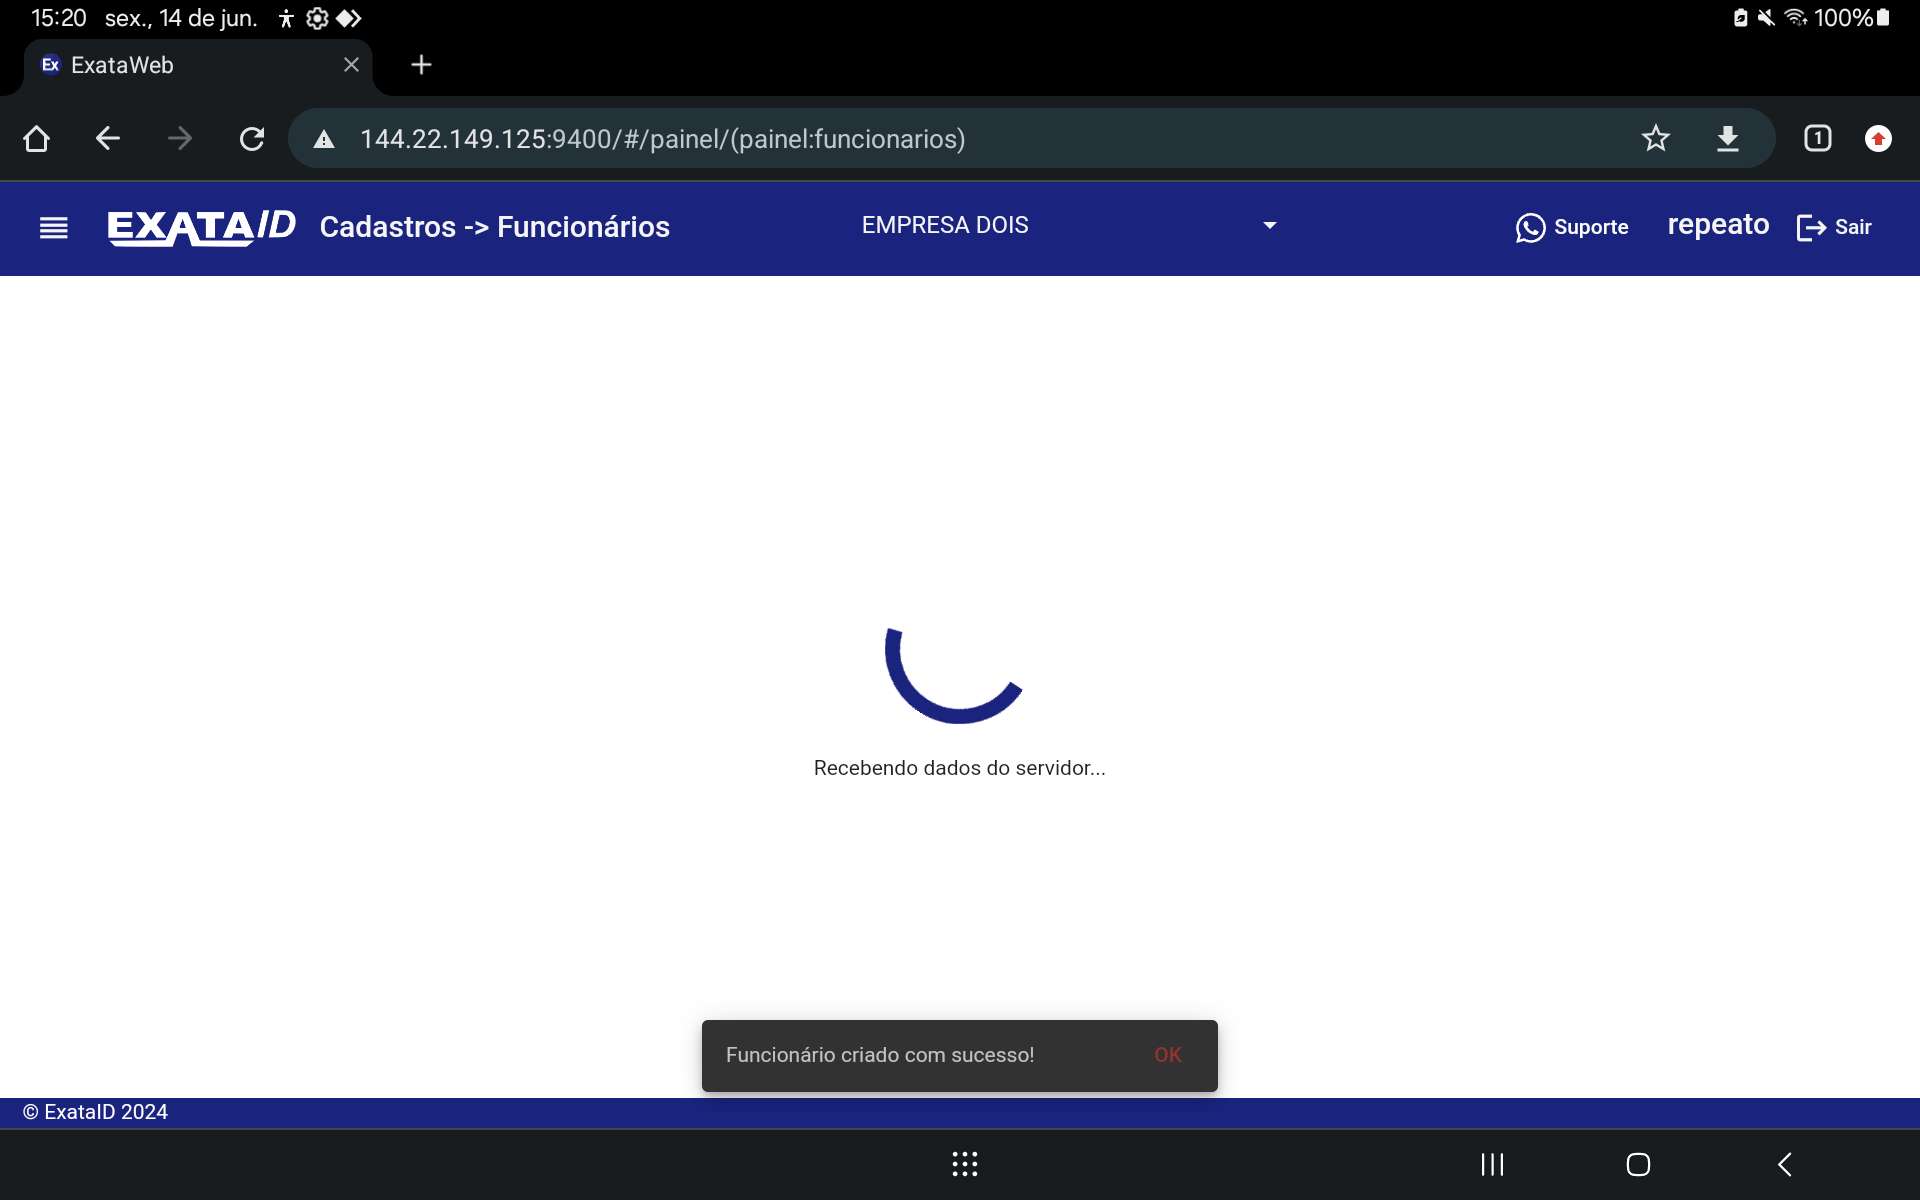 15:20 sex., 14 de jun. 100%
Ex ExataWeb
144.22.149.125:9400/#/painel/(painel:funcionarios) 1
EXATAID Cadastros -> Funcionários EMPRESA DOIS Suporte repeato Sair
Recebendo dados do servidor...
Funcionário criado com sucesso! OK
© ExataID 2024